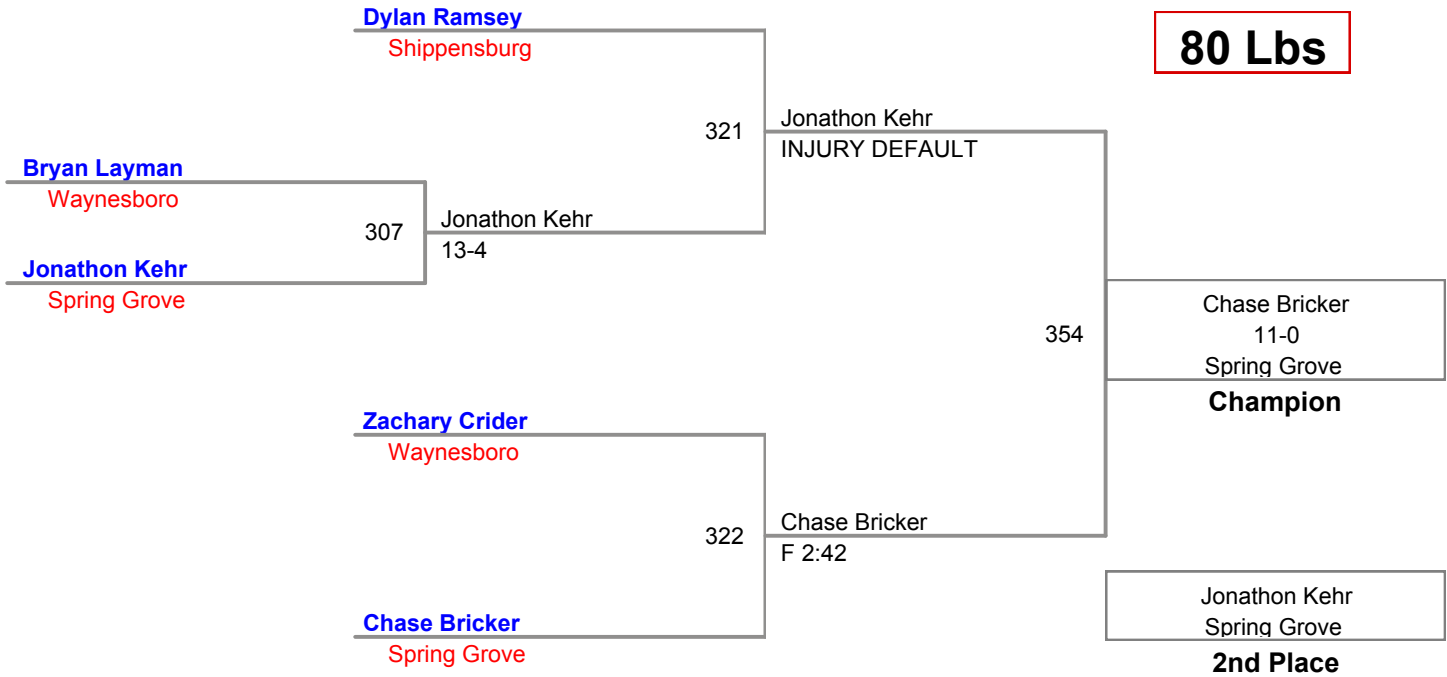 Dylan Ramsey
Shippensburg
80 Lbs
321
Jonathon Kehr
INJURY DEFAULT
Bryan Layman
Waynesboro
307
Jonathon Kehr
13-4
Jonathon Kehr
Spring Grove
354
Chase Bricker
11-0
Spring Grove
Champion
Zachary Crider
Waynesboro
322
Chase Bricker
F 2:42
Chase Bricker
Spring Grove
Jonathon Kehr
Spring Grove
2nd Place